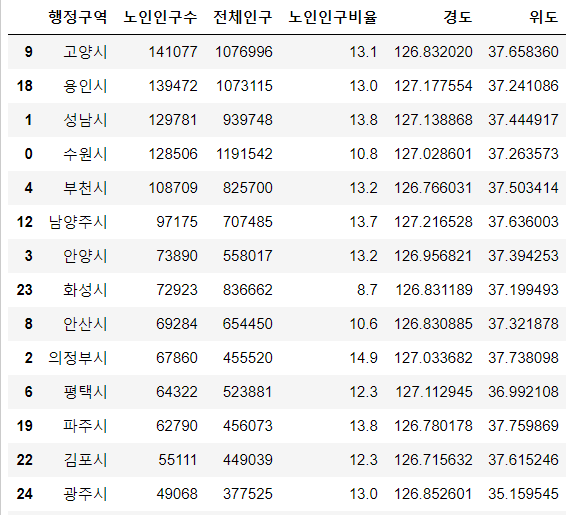 행정구역 노인인구수 전체인구 노인인구비율 경도 위도
9 고양시 141077 1076996 13.1 126.832020 37.658360
18 용인시 139472 1073115 13.0 127.177554 37.241086
1 성남시 129781 939748 13.8 127.138868 37.444917
0 수원시 128506 1191542 10.8 127.028601 37.263573
4 부천시 108709 825700 13.2 126.766031 37.503414
12 남양주시 97175 707485 13.7 127.216528 37.636003
3 안양시 73890 558017 13.2 126.956821 37.394253
23 화성시 72923 836662 8.7 126.831189 37.199493
8 안산시 69284 654450 10.6 126.830885 37.321878
2 의정부시 67860 455520 14.9 127.033682 37.738098
6 평택시 64322 523881 12.3 127.112945 36.992108
19 파주시 62790 456073 13.8 126.780178 37.759869
22 김포시 55111 449039 12.3 126.715632 37.615246
24 광주시 49068 377525 13.0 126.852601 35.159545